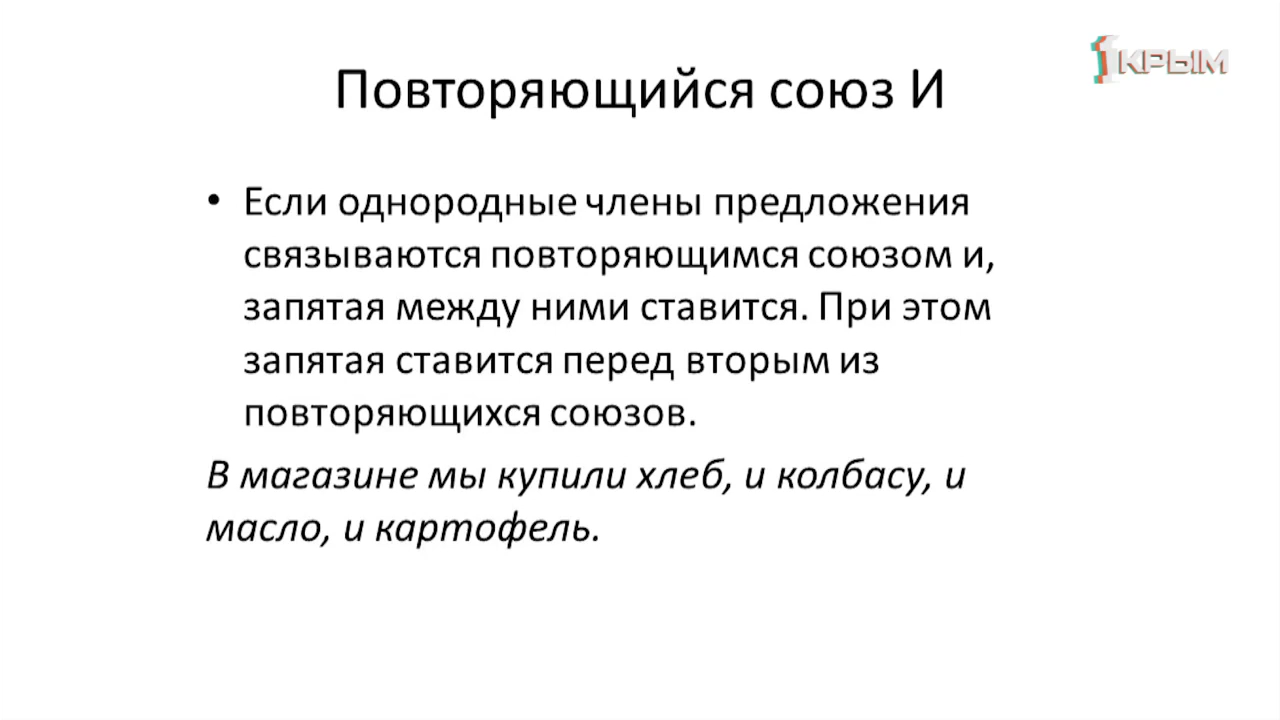 1КРЫМ
Повторяющийся союз И
• Если однородные члены предложения
связываются повторяющимся союзом и,
запятая между ними ставится. При этом
запятая ставится перед вторым из
повторяющихся союзов.
В магазине мы купили хлеб, и колбасу, и
масло, и картофель.